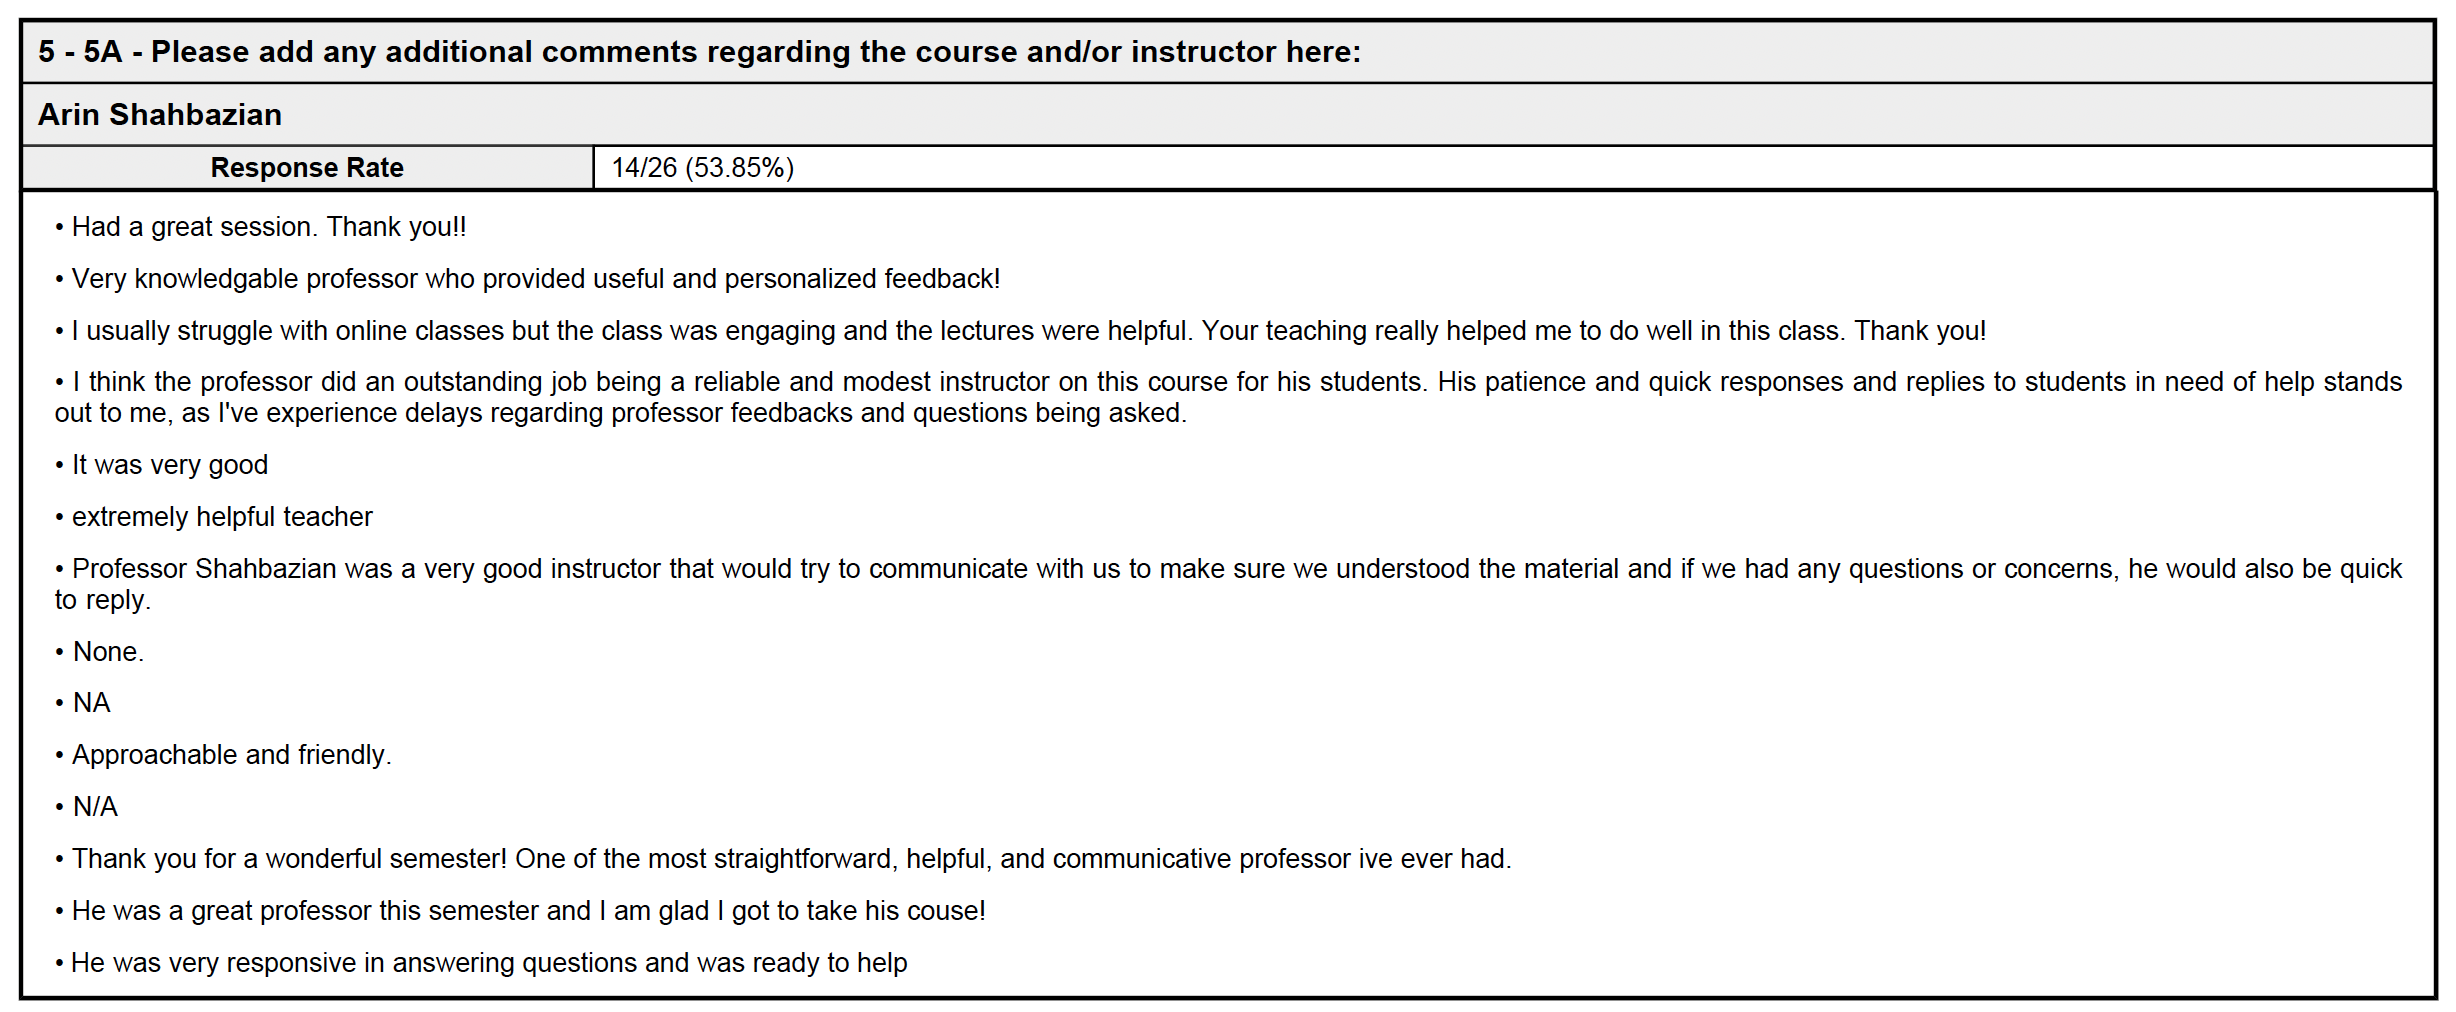 5 - 5A - Please add any additional comments regarding the course and/or instructor here:
Arin Shahbazian
Response Rate
14/26 (53.85%)
• Had a great session. Thank you!!
• Very knowledgable professor who provided useful and personalized feedback!
• I usually struggle with online classes but the class was engaging and the lectures were helpful. Your teaching really helped me to do well in this class. Thank you!
• I think the professor did an outstanding job being a reliable and modest instructor on this course for his students. His patience and quick responses and replies to students in need of help stands
out to me, as I've experience delays regarding professor feedbacks and questions being asked.
• It was very good
• extremely helpful teacher
• Professor Shahbazian was a very good instructor that would try to communicate with us to make sure we understood the material and if we had any questions or concerns, he would also be quick
to reply.
• None.
• NA
• Approachable and friendly.
• N/A
• Thank you for a wonderful semester! One of the most straightforward, helpful, and communicative professor ive ever had.
• He was a great professor this semester and I am glad I got to take his couse!
• He was very responsive in answering questions and was ready to help